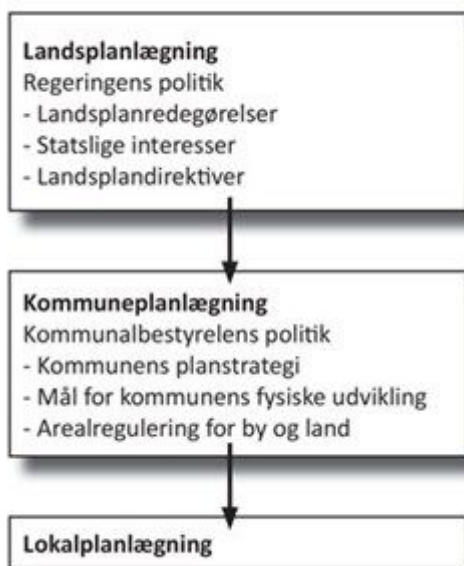 Landsplanlægning
Regeringens politik
- Landsplanredegørelser
- Statslige interesser
- Landsplandirektiver
Kommuneplanlægning
Kommunalbestyrelens politik
- Kommunens planstrategi
- Mål for kommunens fysiske udvikling
- Arealregulering for by og land
Lokalplanlægning